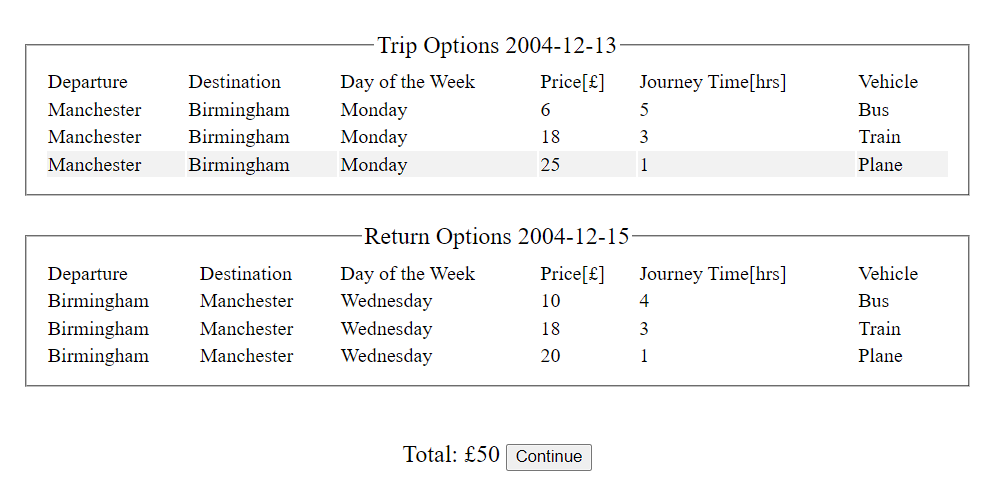 Trip Options 2004-12-13
Departure Destination Day of the Week Price[£] Journey Time[hrs] Vehicle
Manchester Birmingham Monday 6 5 Bus
Manchester Birmingham Monday 18 3 Train
Manchester Birmingham Monday 25 1 Plane
Return Options 2004-12-15
Departure Destination Day of the Week Price[£] Journey Time[hrs] Vehicle
Birmingham Manchester Wednesday 10 4 Bus
Birmingham Manchester Wednesday 18 3 Train
Birmingham Manchester Wednesday 20 1 Plane
Total: £50 Continue